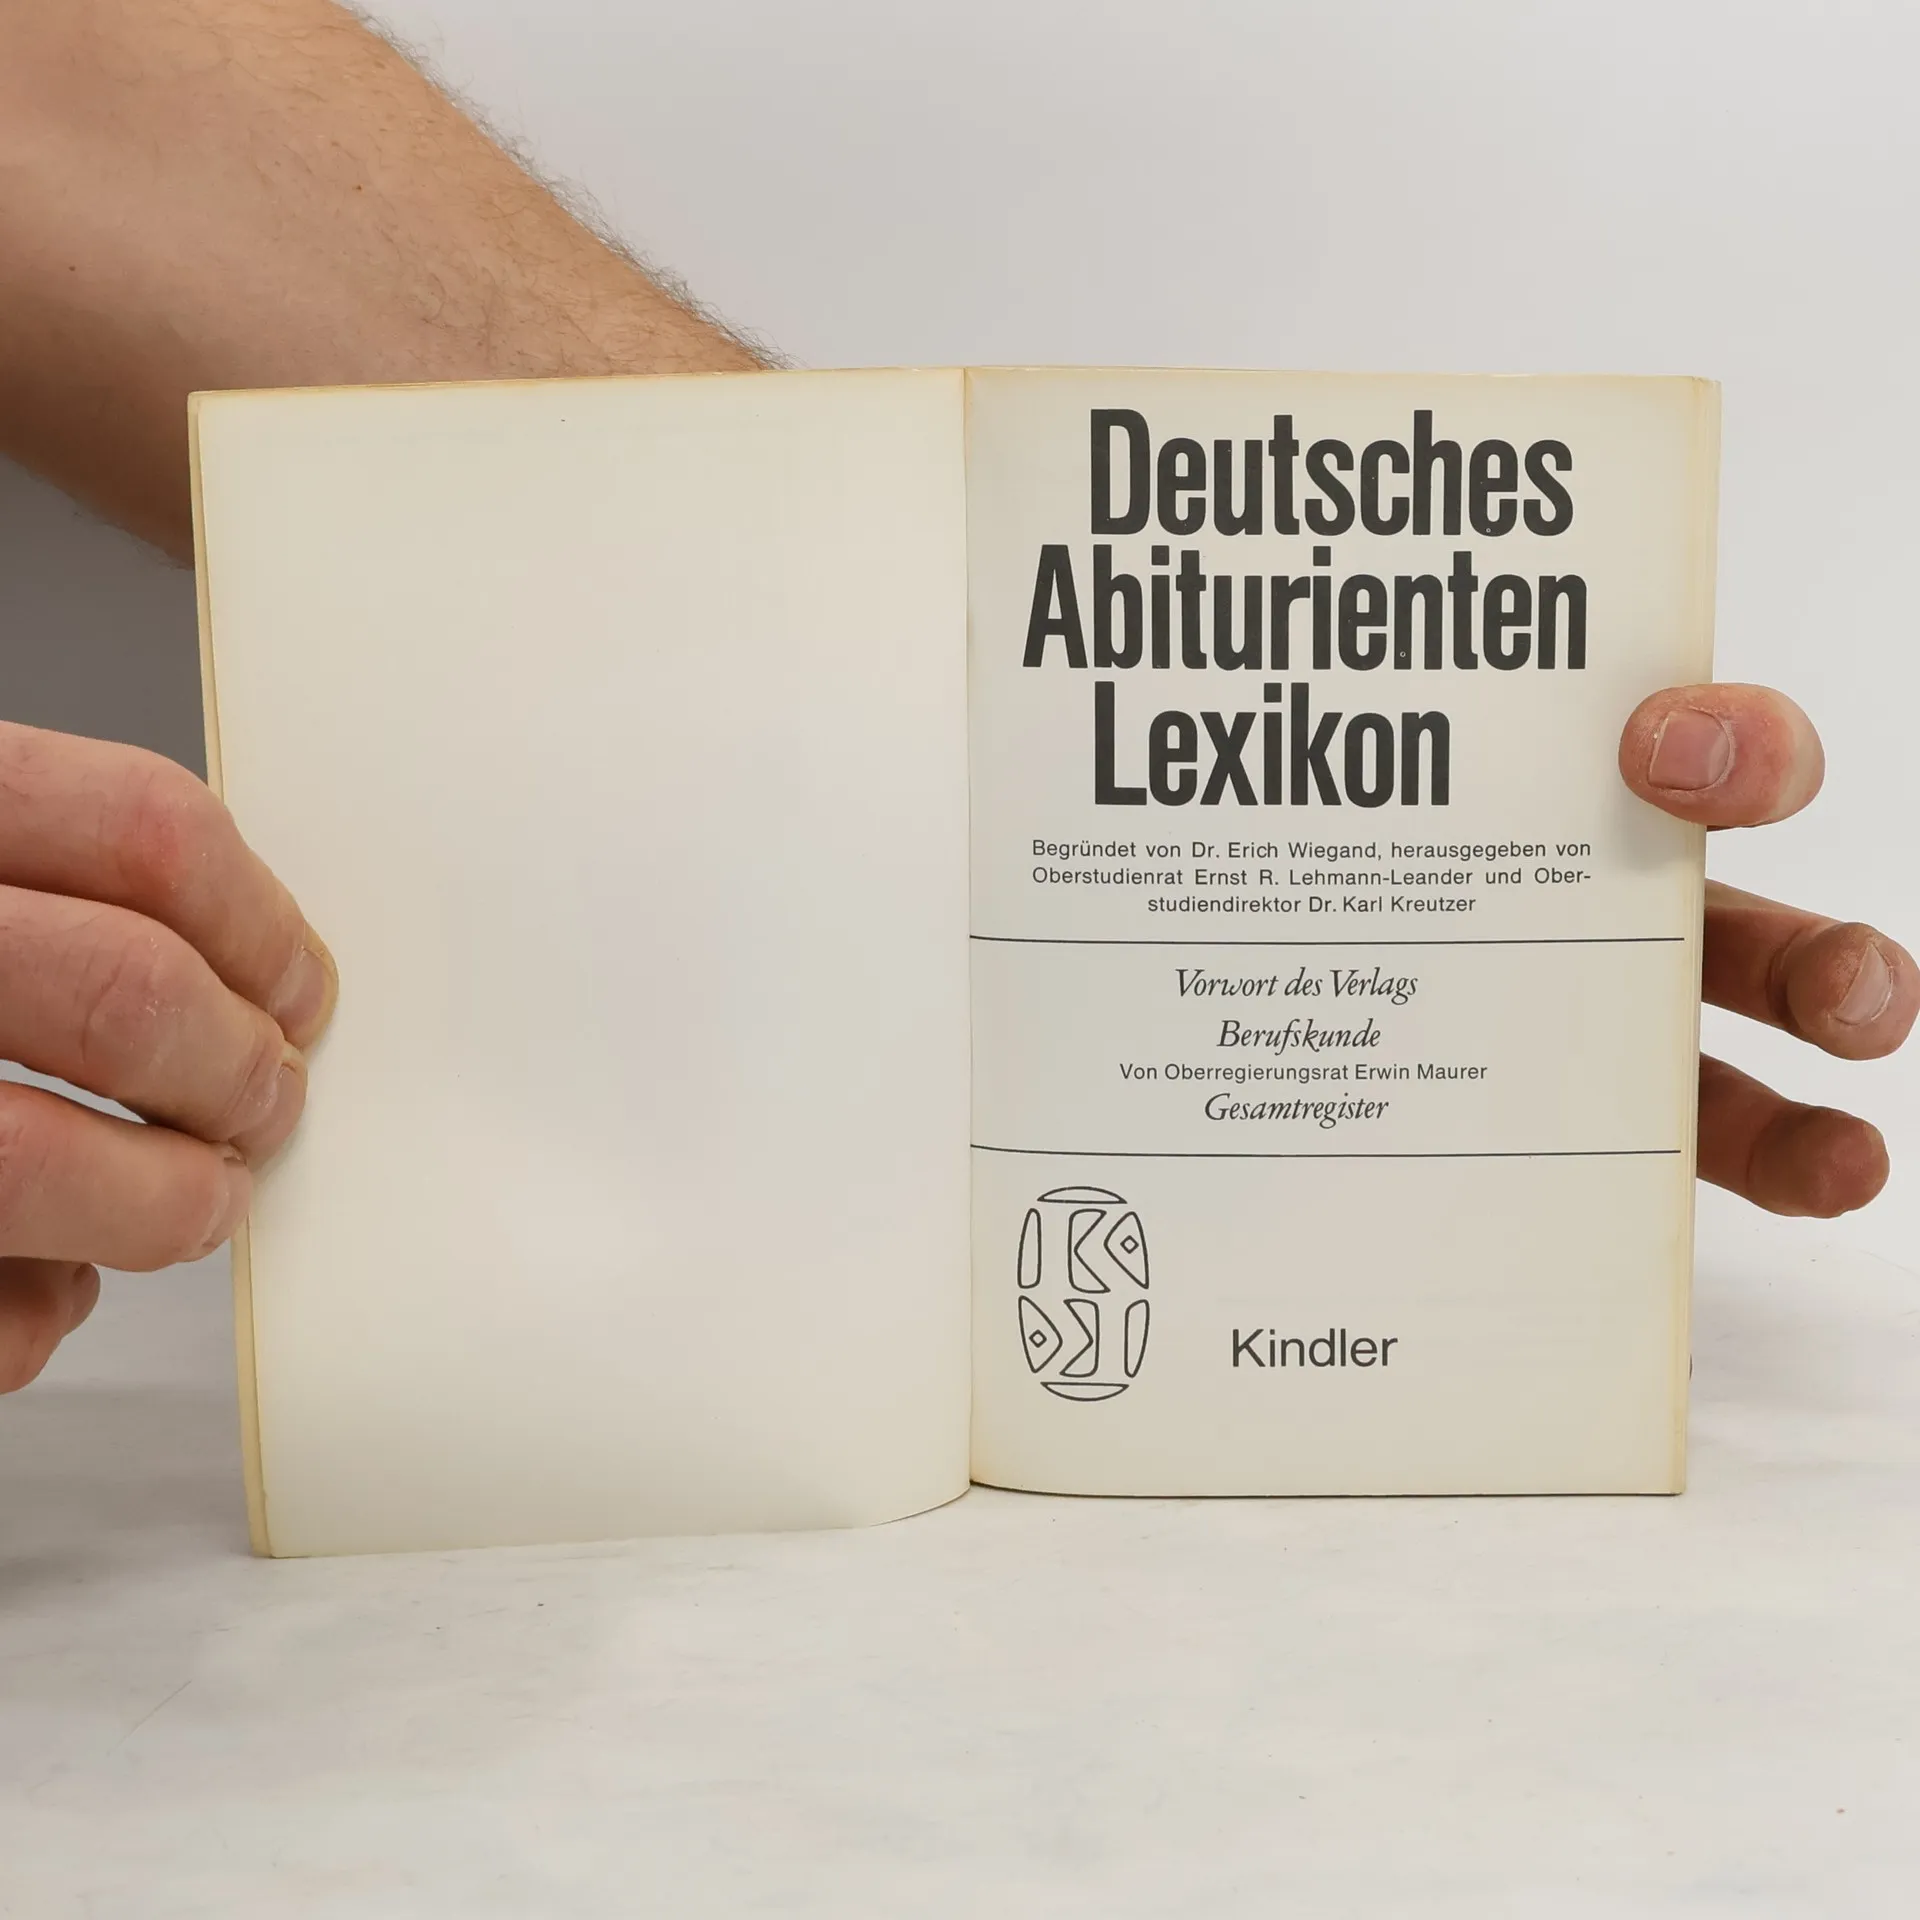 Deutsches
Abiturienten
Lexikon
Begründet von Dr. Erich Wiegand, herausgegeben von
Oberstudienrat Ernst R. Lehmann-Leander und Ober-
studiendirektor Dr. Karl Kreutzer
Vorwort des Verlags
Berufskunde
Von Oberregierungsrat Erwin Maurer
Gesamtregister
Kindler